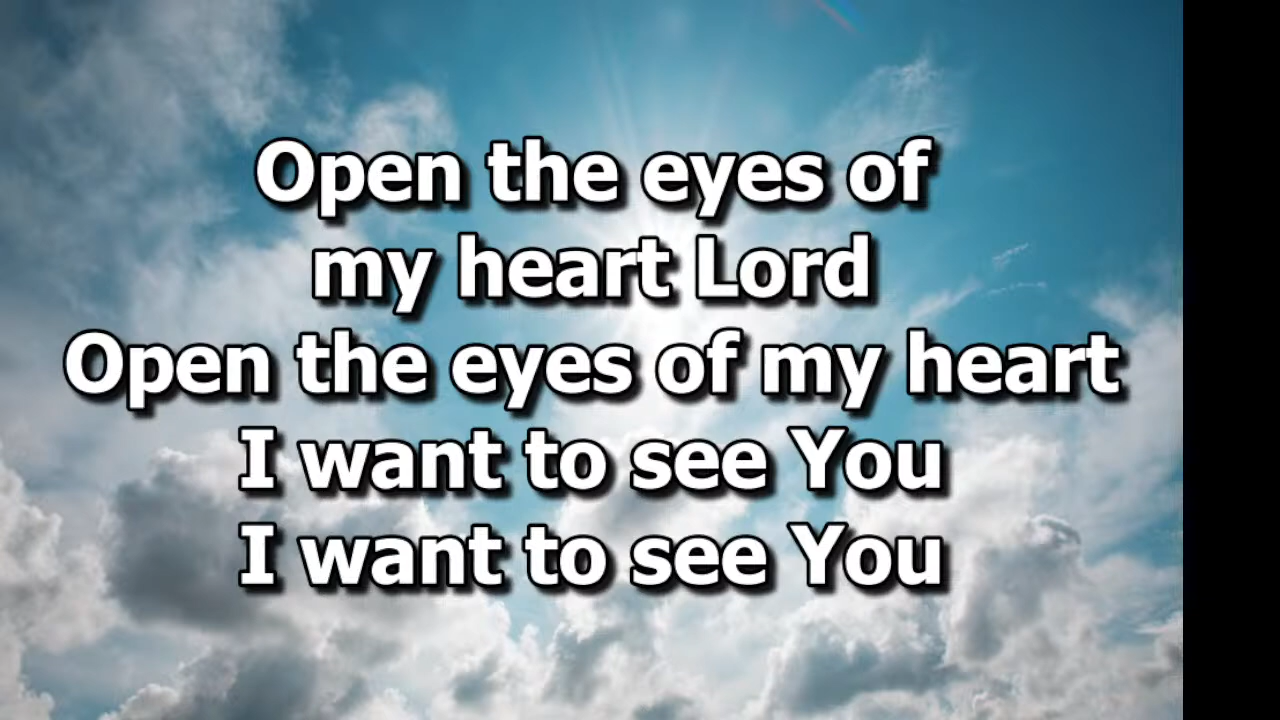 Open the eyes of
my heart Lord
Open the eyes of my heart
I want to see You
I want to see You